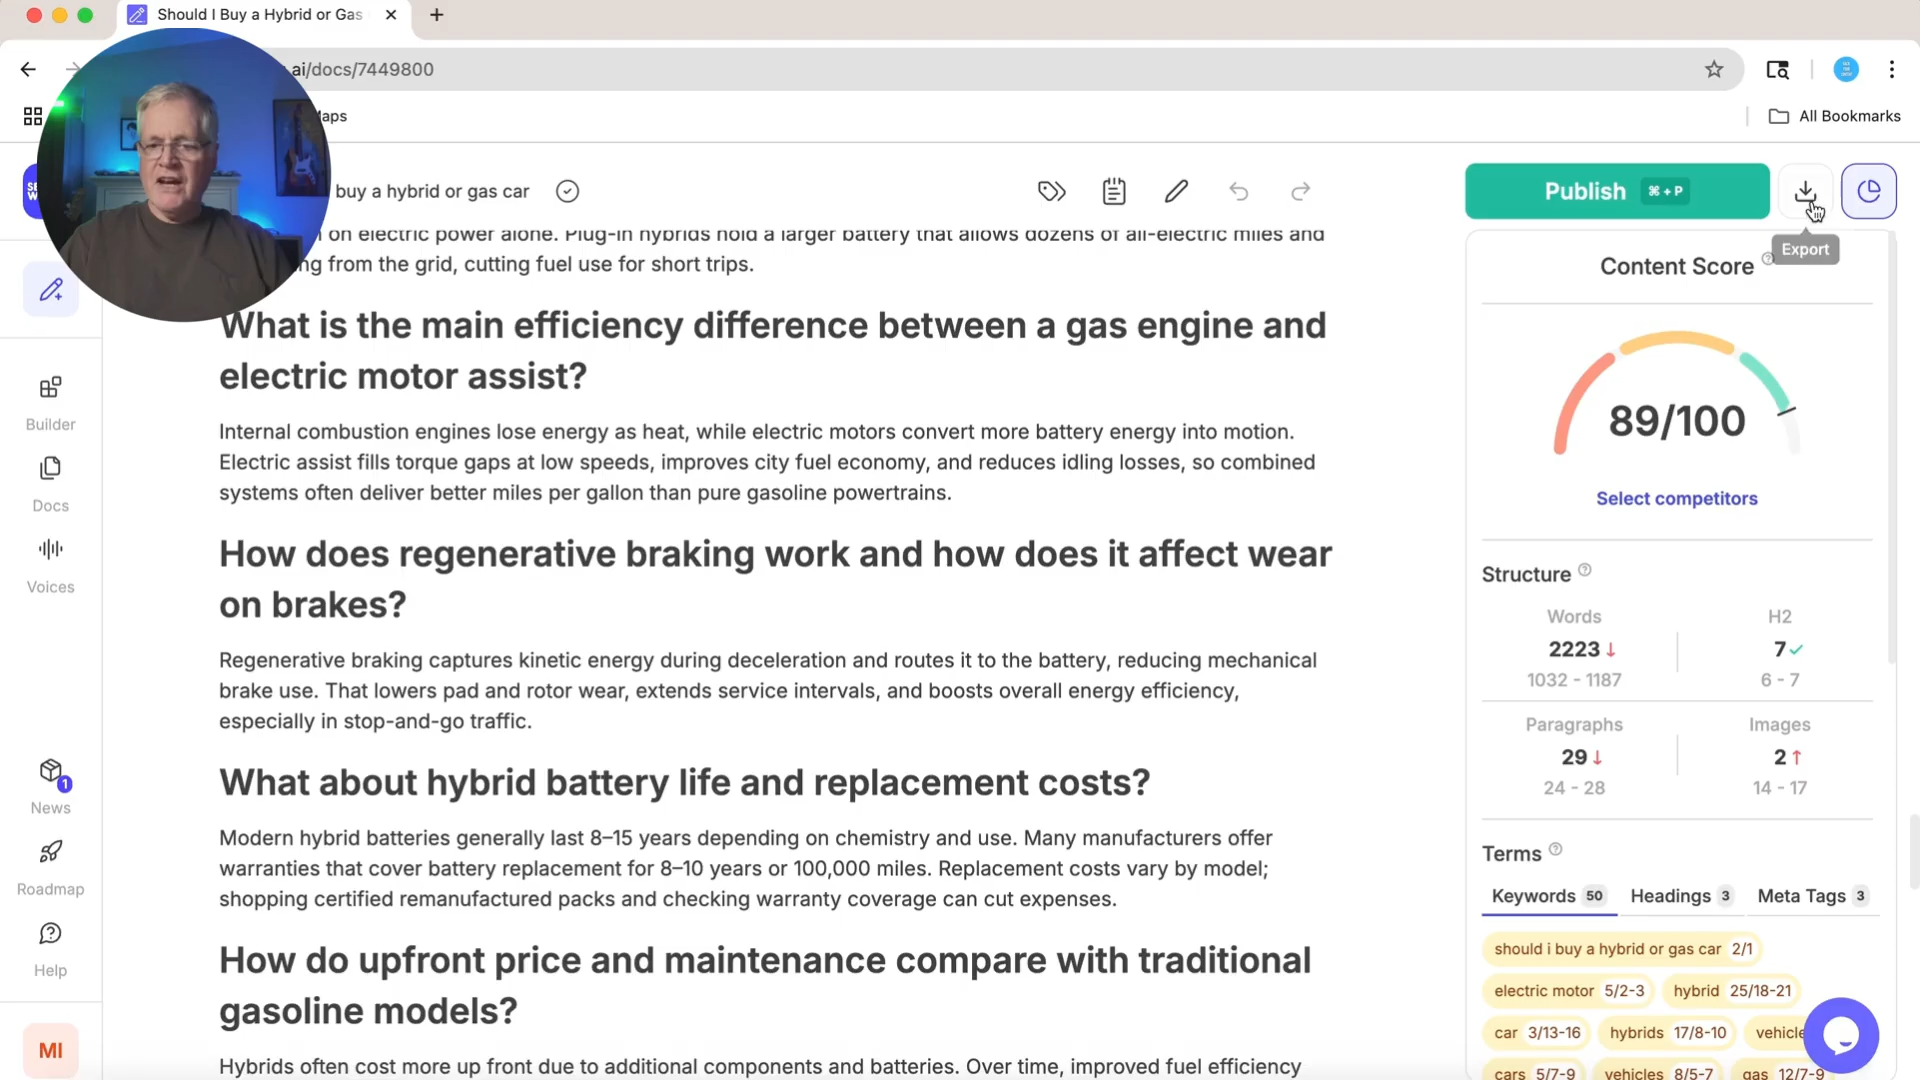 Should I Buy a Hybrid or Gas
ai/docs/7449800
Maps
All Bookmarks
buy a hybrid or gas car
Publish ⌘+P
Export
on electric power alone. Plug-in hybrids hold a larger battery that allows dozens of all-electric miles and
from the grid, cutting fuel use for short trips.
What is the main efficiency difference between a gas engine and
electric motor assist?
Internal combustion engines lose energy as heat, while electric motors convert more battery energy into motion.
Electric assist fills torque gaps at low speeds, improves city fuel economy, and reduces idling losses, so combined
systems often deliver better miles per gallon than pure gasoline powertrains.
How does regenerative braking work and how does it affect wear
on brakes?
Regenerative braking captures kinetic energy during deceleration and routes it to the battery, reducing mechanical
brake use. That lowers pad and rotor wear, extends service intervals, and boosts overall energy efficiency,
especially in stop-and-go traffic.
What about hybrid battery life and replacement costs?
Modern hybrid batteries generally last 8–15 years depending on chemistry and use. Many manufacturers offer
warranties that cover battery replacement for 8–10 years or 100,000 miles. Replacement costs vary by model;
shopping certified remanufactured packs and checking warranty coverage can cut expenses.
How do upfront price and maintenance compare with traditional
gasoline models?
Hybrids often cost more up front due to additional components and batteries. Over time, improved fuel efficiency
Builder
Docs
Voices
1
News
Roadmap
Help
MI
Content Score
89/100
Select competitors
Structure
Words H2
2223 7
1032 - 1187 6 - 7
Paragraphs Images
29 2
24 - 28 14 - 17
Terms
Keywords 50 Headings 3 Meta Tags 3
should i buy a hybrid or gas car 2/1
electric motor 5/2-3 hybrid 25/18-21
car 3/13-16 hybrids 17/8-10 vehicle
cars 5/7-9 vehicles 8/5-7 gas 12/7-9